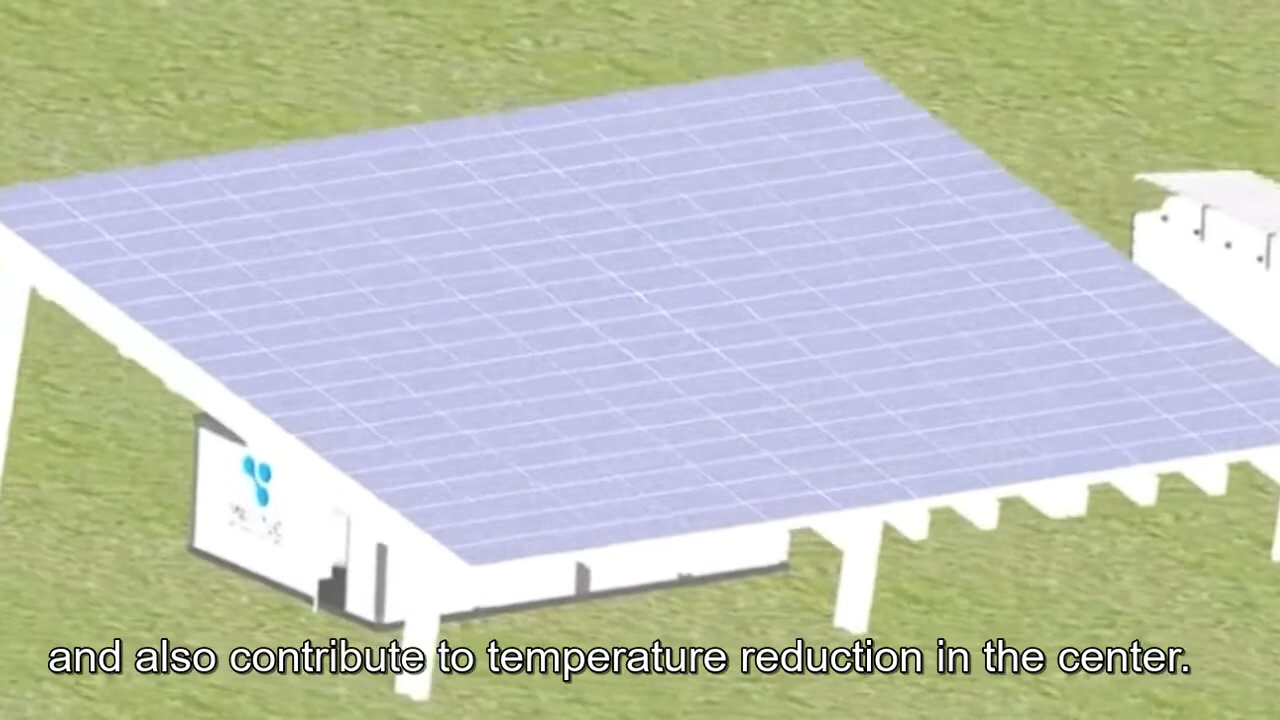 and also contribute to temperature reduction in the center.